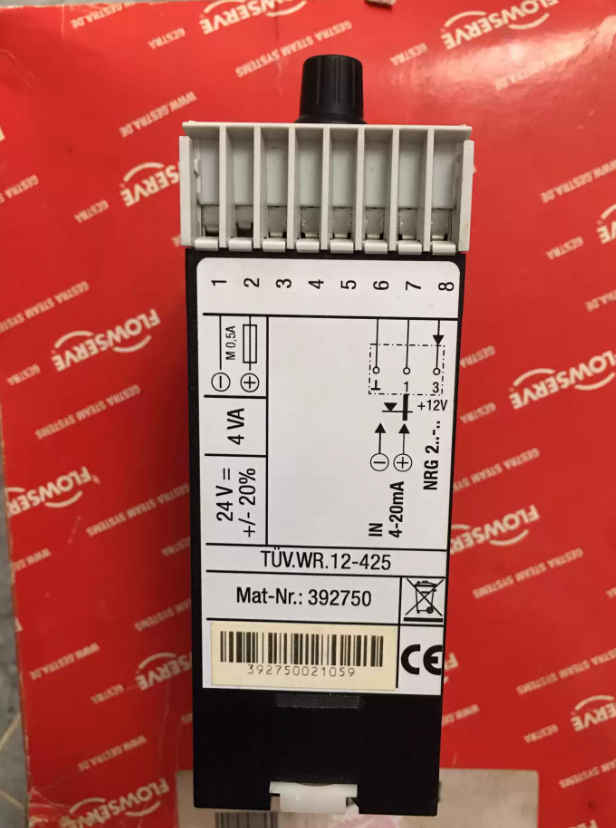 FLOWSERVE
GESTRA STEAM SYSTEMS
WWW.GESTRA.DE
1 2 3 4 5 6 7 8
M 0,5A
⊖ ⊕
4 VA
24 V =
+/- 20%
⊥ 1 3
+12V
⊖ ⊕
IN
4-20mA
NRG 2..-..
TÜV.WR.12-425
Mat-Nr.: 392750
392750021059
CE